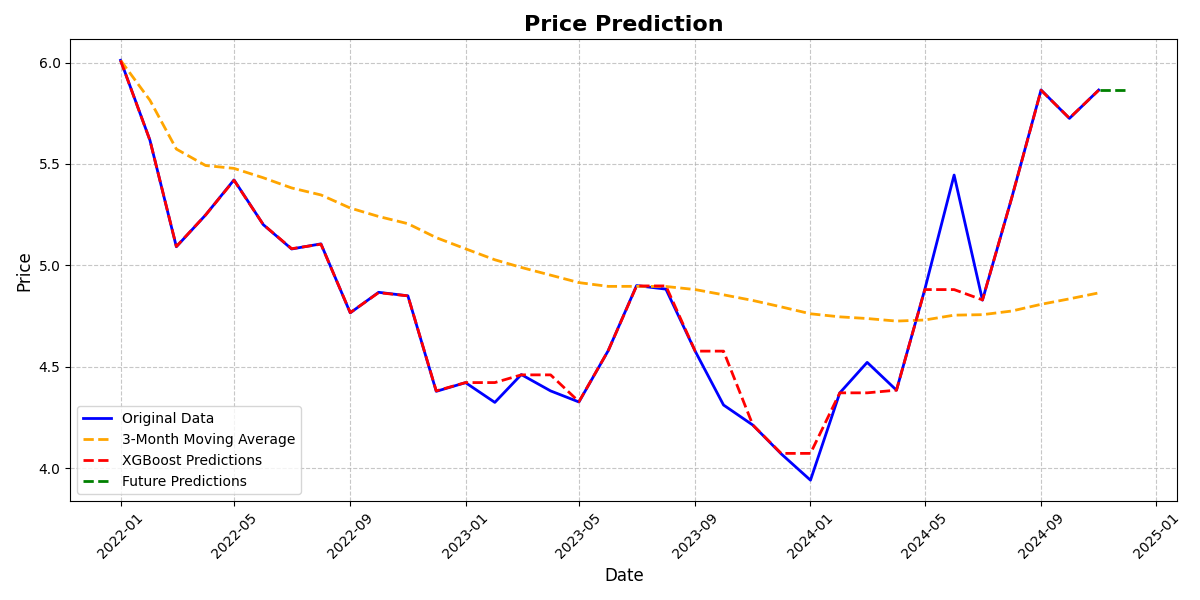 Price Prediction
Price
6.0
5.5
5.0
4.5
4.0
Original Data
3-Month Moving Average
XGBoost Predictions
Future Predictions
2022-01
2022-05
2022-09
2023-01
2023-05
2023-09
2024-01
2024-05
2024-09
2025-01
Date